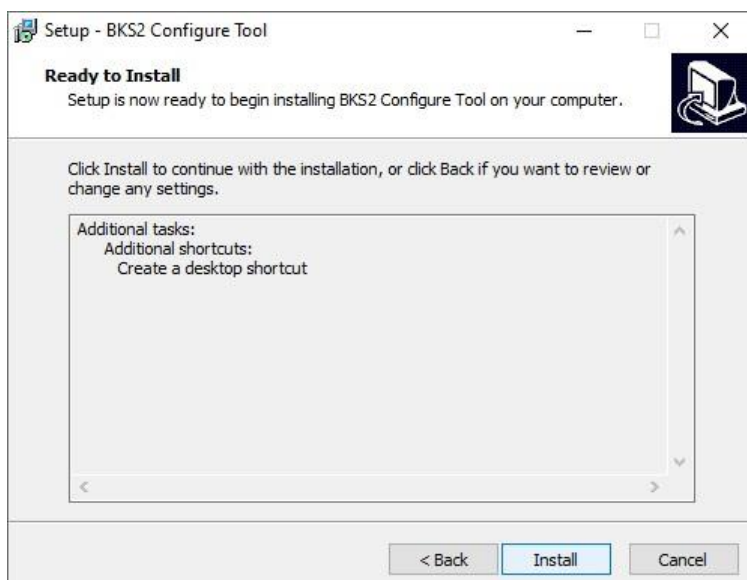 Setup - BKS2 Configure Tool
Ready to Install
Setup is now ready to begin installing BKS2 Configure Tool on your computer.
Click Install to continue with the installation, or click Back if you want to review or
change any settings.
Additional tasks:
Additional shortcuts:
Create a desktop shortcut
< Back
Install
Cancel